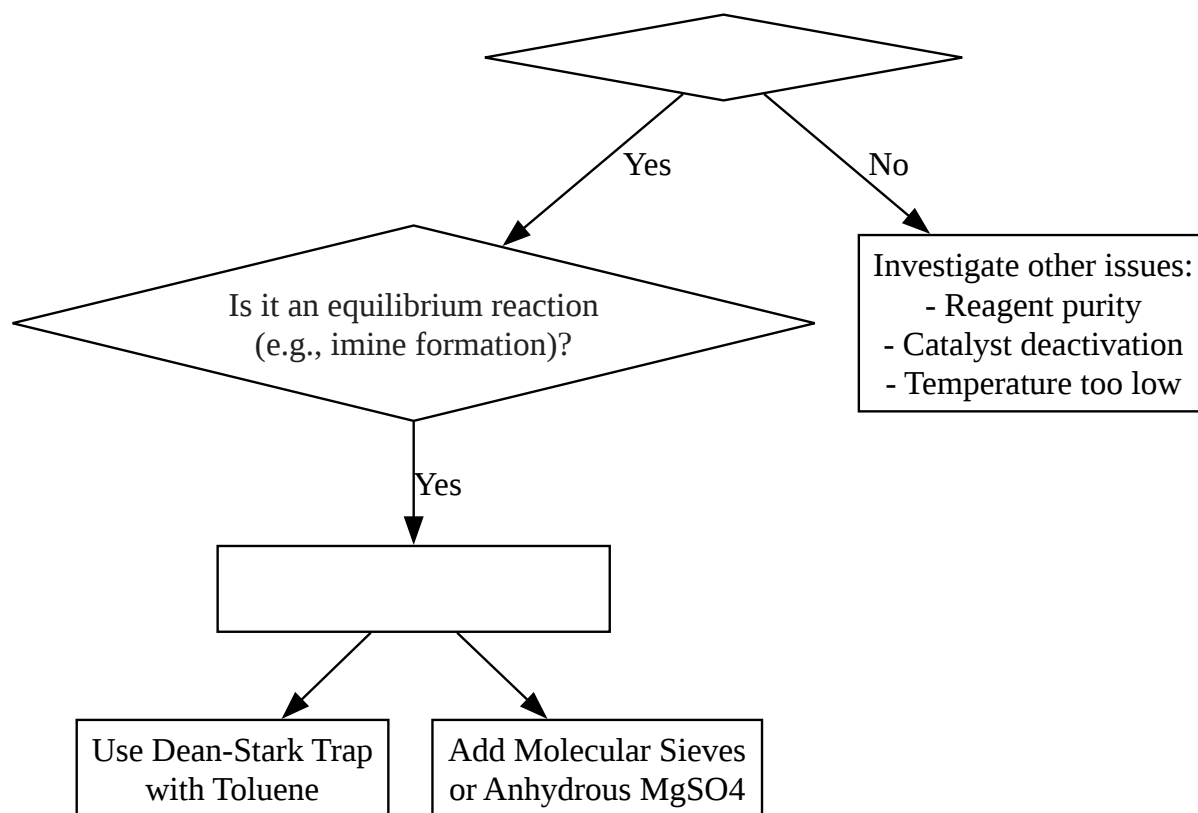 Yes
No
Is it an equilibrium reaction
(e.g., imine formation)?
Investigate other issues:
- Reagent purity
- Catalyst deactivation
- Temperature too low
Yes
Use Dean-Stark Trap
with Toluene
Add Molecular Sieves
or Anhydrous MgSO4